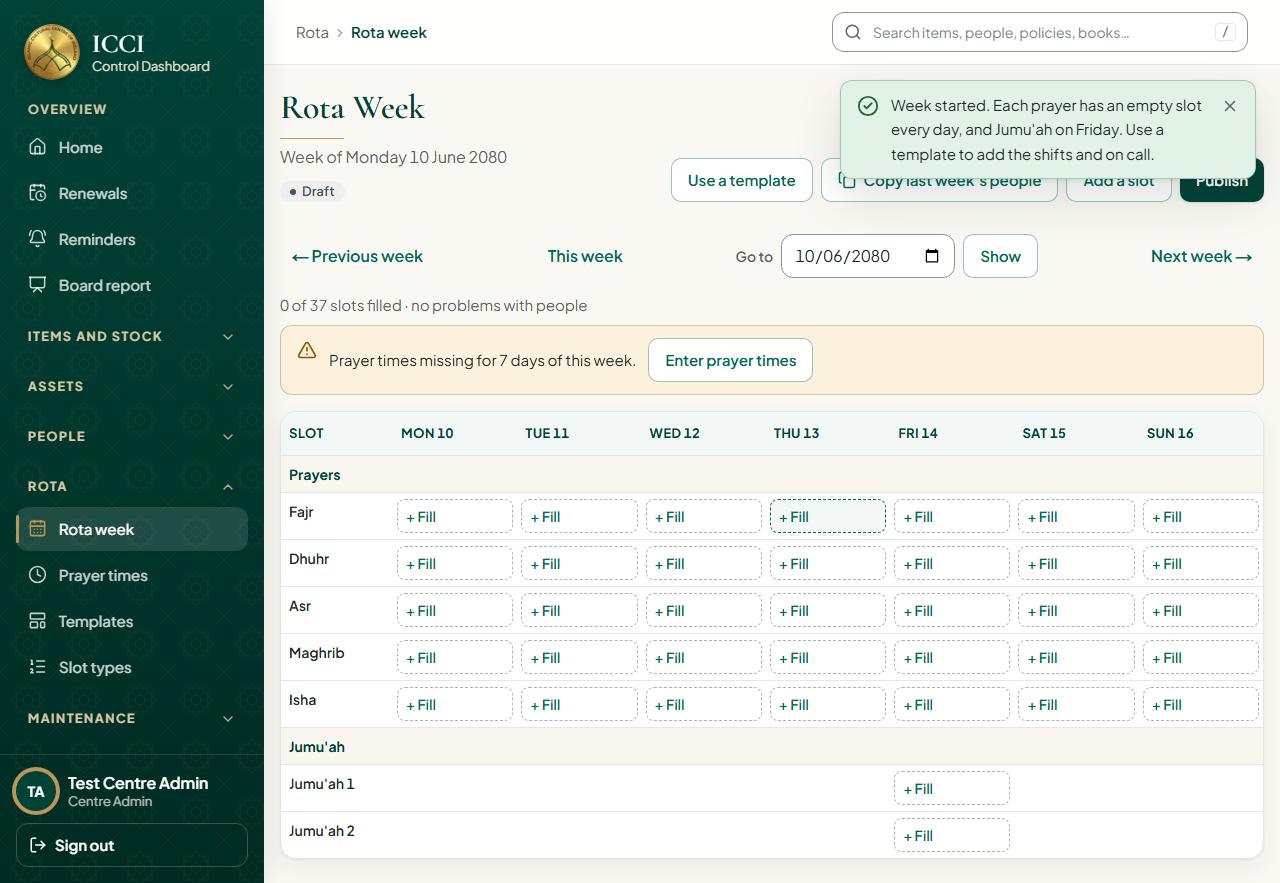 ICCI
Control Dashboard
OVERVIEW
Home
Renewals
Reminders
Board report
ITEMS AND STOCK
ASSETS
PEOPLE
ROTA
Rota week
Prayer times
Templates
Slot types
MAINTENANCE
TA
Test Centre Admin
Centre Admin
Sign out
Rota › Rota week
Search items, people, policies, books… /
Rota Week
Week of Monday 10 June 2080
Draft
Week started. Each prayer has an empty slot
every day, and Jumu'ah on Friday. Use a
template to add the shifts and on call.
Use a template Copy last week's people Add a slot Publish
← Previous week This week Go to 10/06/2080 Show Next week →
0 of 37 slots filled · no problems with people
Prayer times missing for 7 days of this week. Enter prayer times
SLOT MON 10 TUE 11 WED 12 THU 13 FRI 14 SAT 15 SUN 16
Prayers
Fajr + Fill + Fill + Fill + Fill + Fill + Fill + Fill
Dhuhr + Fill + Fill + Fill + Fill + Fill + Fill + Fill
Asr + Fill + Fill + Fill + Fill + Fill + Fill + Fill
Maghrib + Fill + Fill + Fill + Fill + Fill + Fill + Fill
Isha + Fill + Fill + Fill + Fill + Fill + Fill + Fill
Jumu'ah
Jumu'ah 1 + Fill
Jumu'ah 2 + Fill